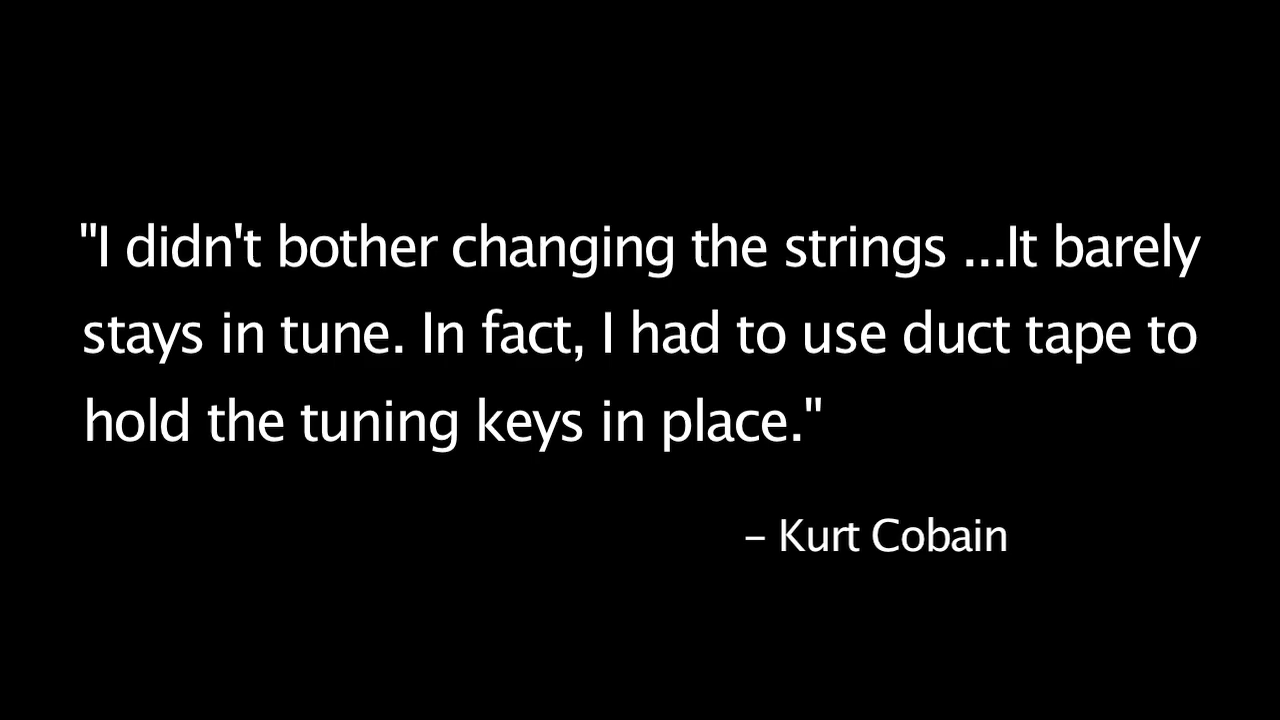 "I didn't bother changing the strings ...It barely
stays in tune. In fact, I had to use duct tape to
hold the tuning keys in place."
– Kurt Cobain